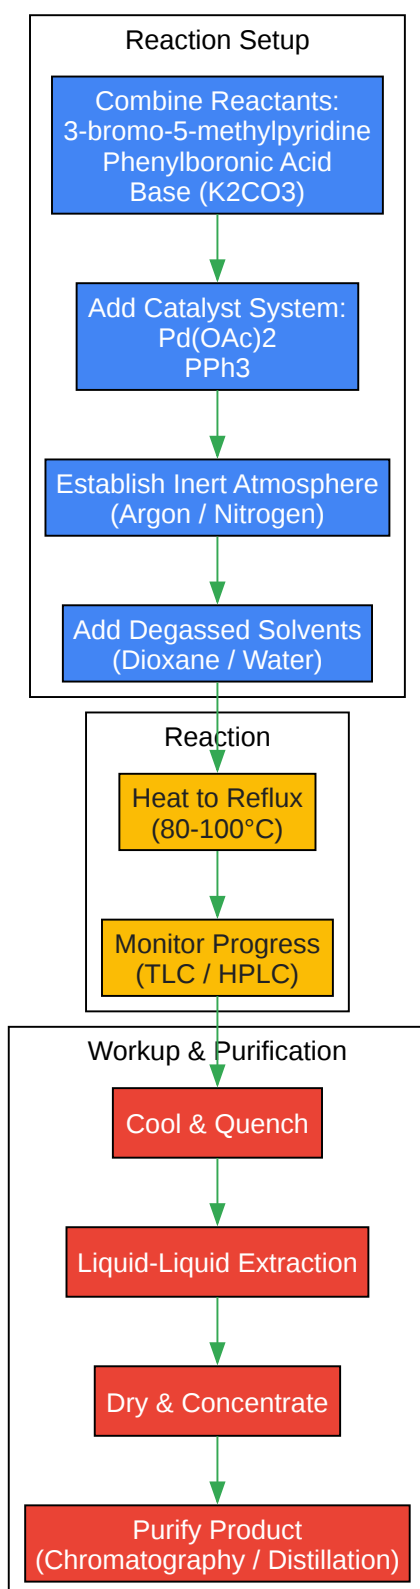 Reaction Setup
Combine Reactants:
3-bromo-5-methylpyridine
Phenylboronic Acid
Base (K2CO3)
Add Catalyst System:
Pd(OAc)2
PPh3
Establish Inert Atmosphere
(Argon / Nitrogen)
Add Degassed Solvents
(Dioxane / Water)
Reaction
Heat to Reflux
(80-100°C)
Monitor Progress
(TLC / HPLC)
Workup & Purification
Cool & Quench
Liquid-Liquid Extraction
Dry & Concentrate
Purify Product
(Chromatography / Distillation)